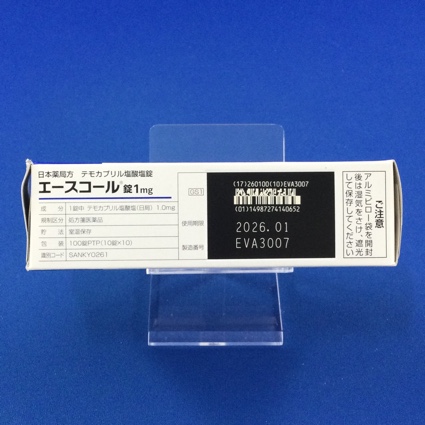 日本薬局方 テモカプリル塩酸塩錠
エースコール®錠1mg
成分 1錠中 テモカプリル塩酸塩(日局) 1.0mg
規制区分 処方箋医薬品
貯法 室温保存
包装 100錠PTP(10錠×10)
識別コード SANKYO261
使用期限
製造番号
(17)260100(10)EVA3007
(01)14987274140652
2026.01
EVA3007
ご注意
アルミピロー袋を開封
後は湿気をさけ、遮光
して保存してください